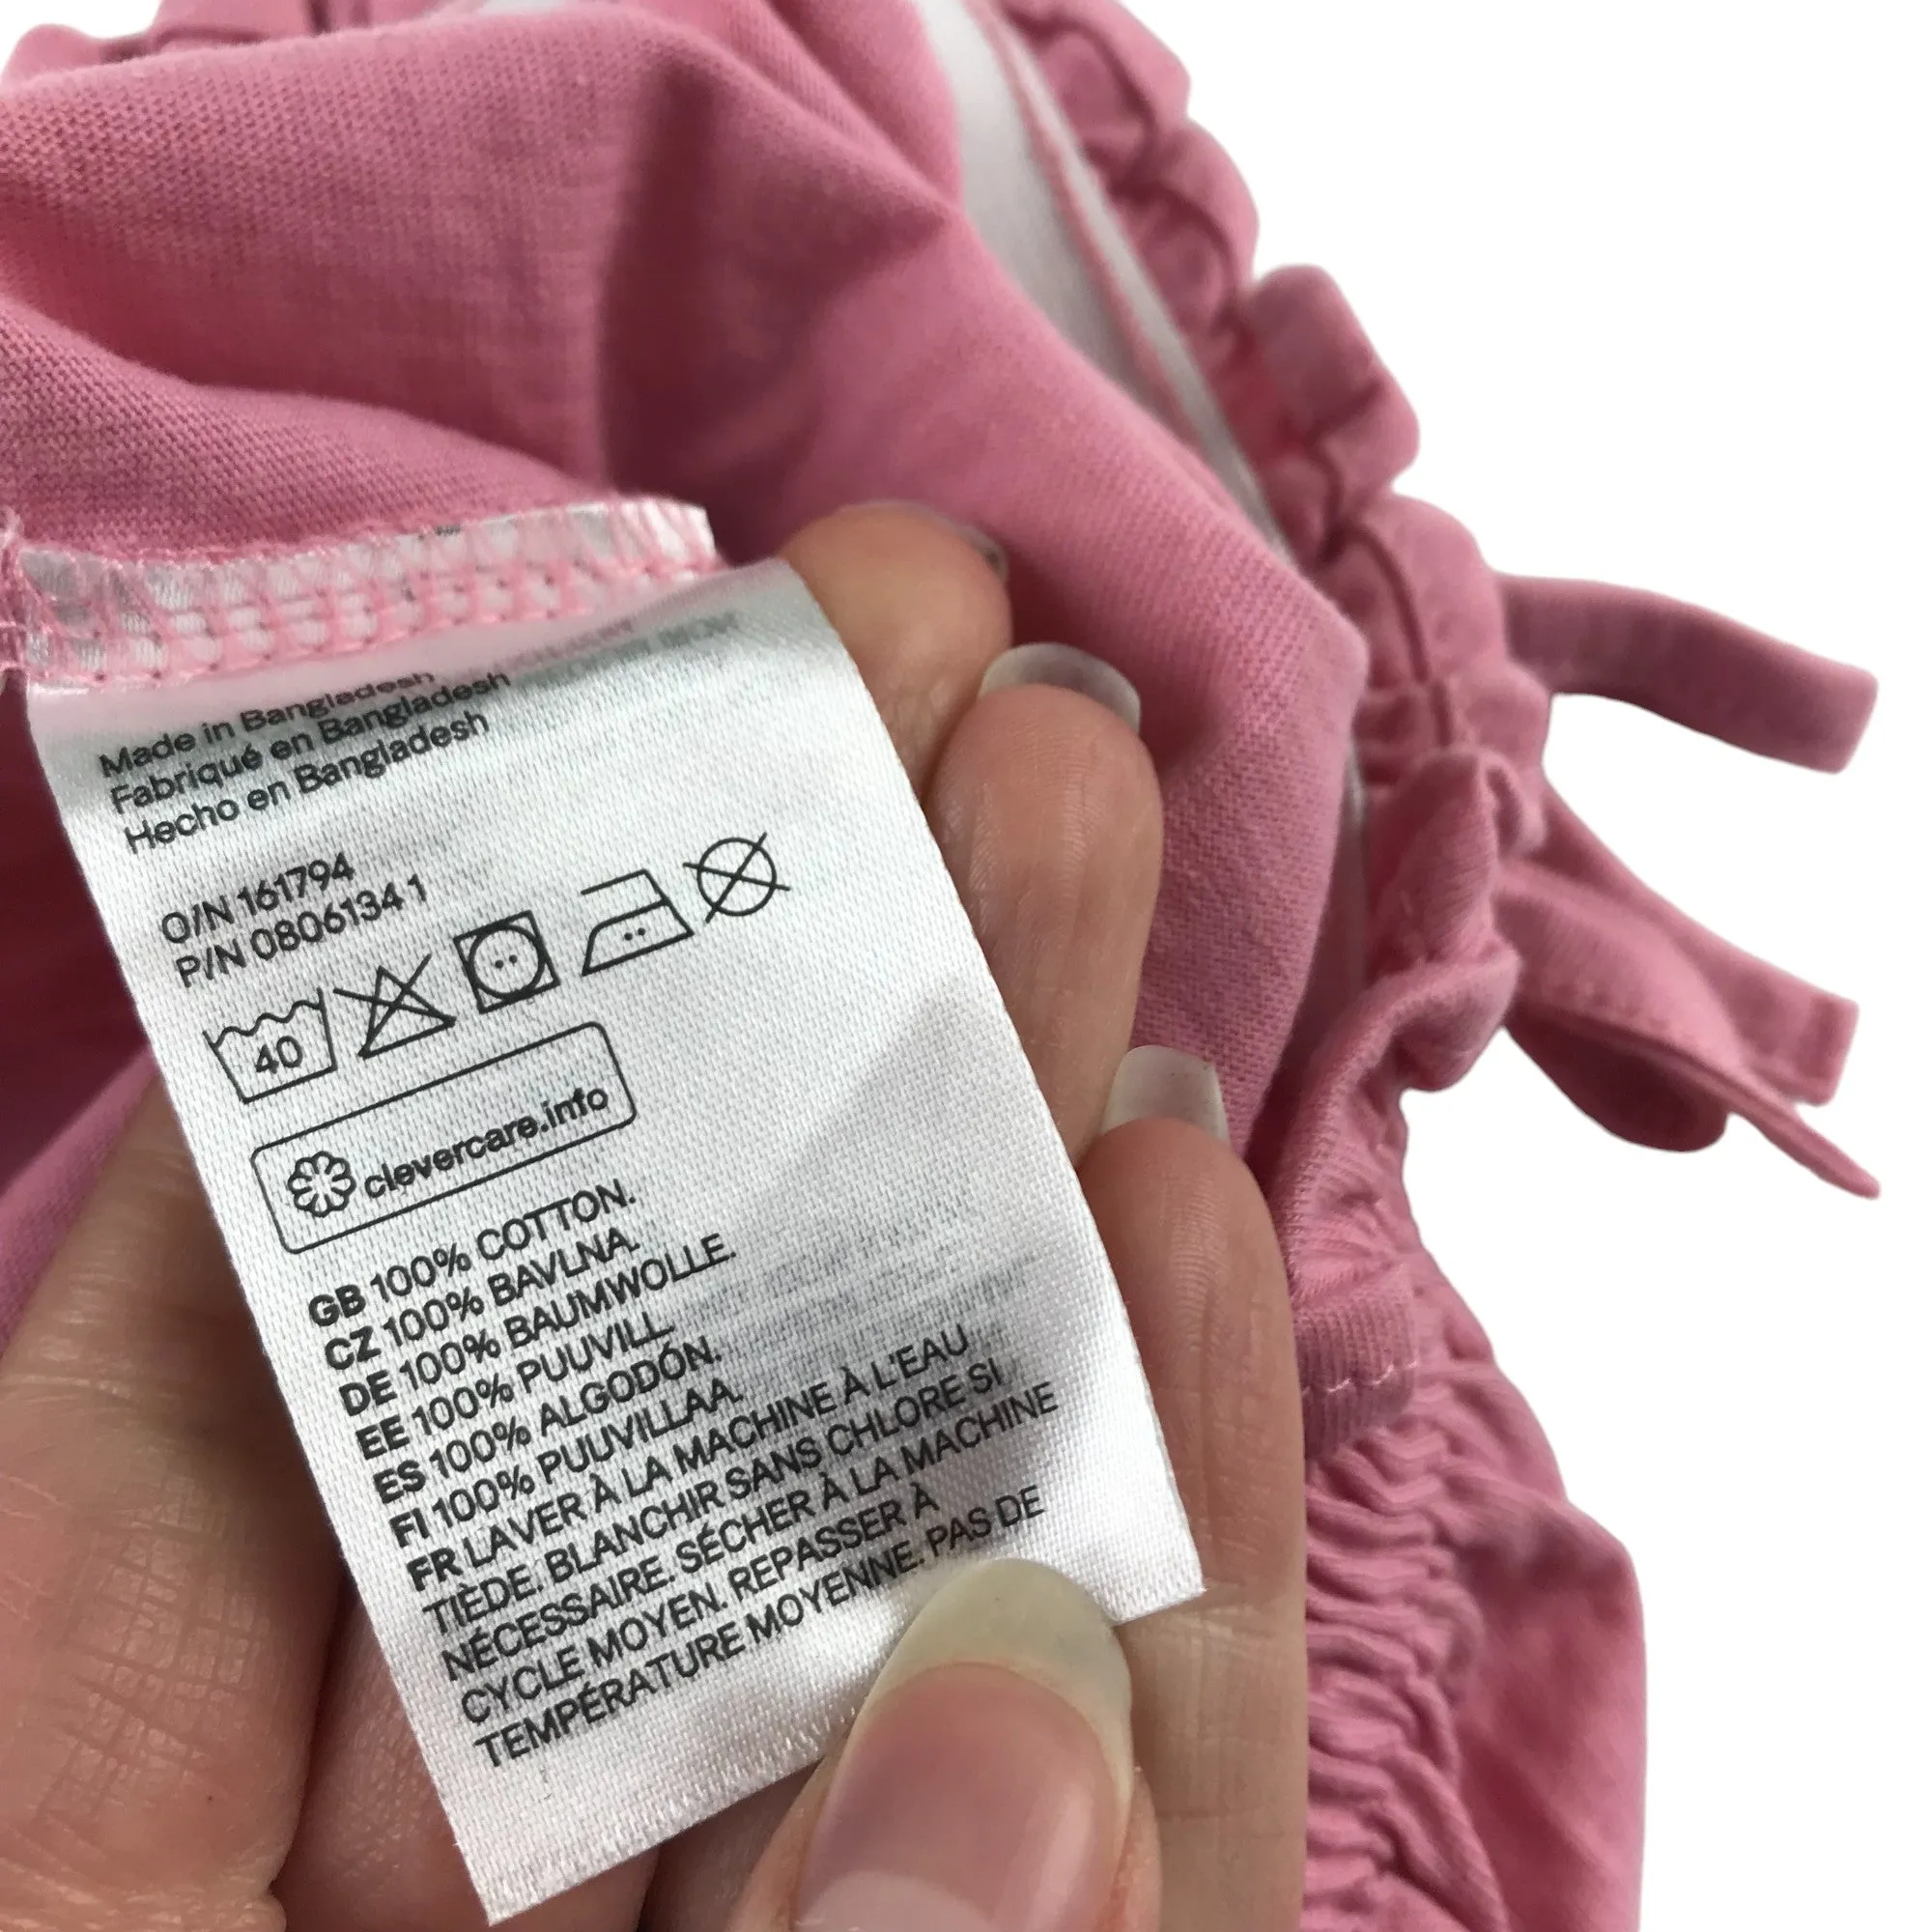 Made in Bangladesh
Fabriqué en Bangladesh
Hecho en Bangladesh
O/N 161794
P/N 0806134 1
40
clevercare.info
GB 100% COTTON.
CZ 100% BAVLNA.
DE 100% BAUMWOLLE.
EE 100% PUUVILL.
ES 100% ALGODÓN.
FI 100% PUUVILLAA.
FR LAVER À LA MACHINE À L'EAU
TIÈDE. BLANCHIR SANS CHLORE SI
NÉCESSAIRE. SÉCHER À LA MACHINE
CYCLE MOYEN. REPASSER À
TEMPÉRATURE MOYENNE. PAS DE